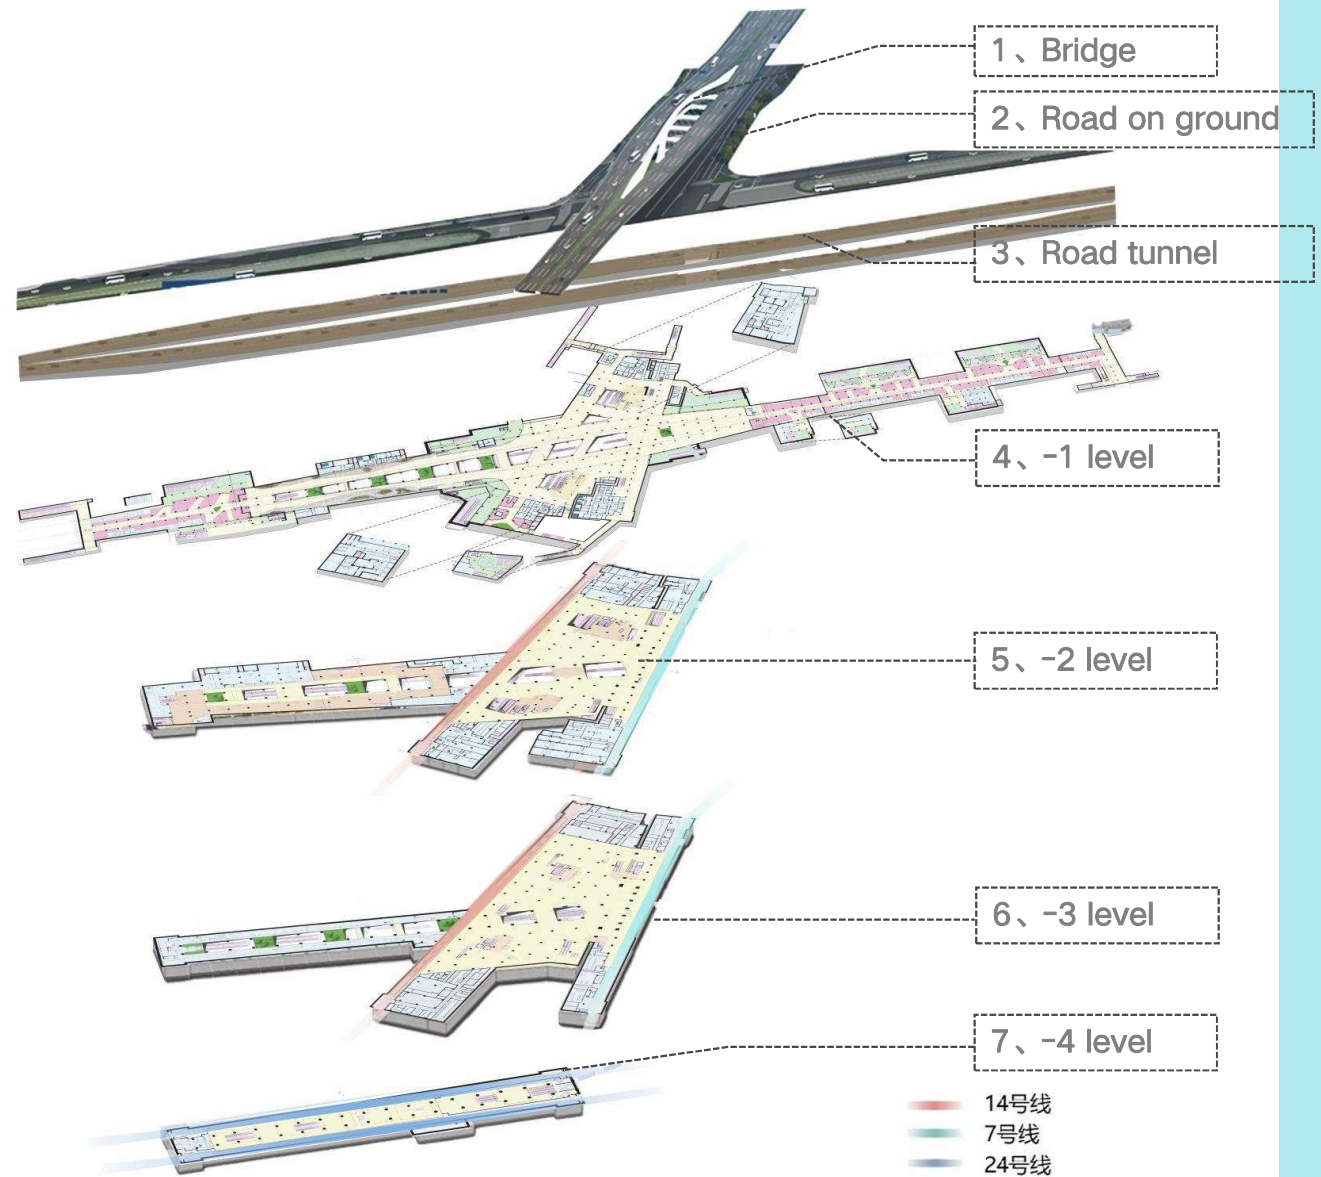 1、Bridge
2、Road on ground
3、Road tunnel
4、-1 level
5、-2 level
6、-3 level
7、-4 level
14号线
7号线
24号线